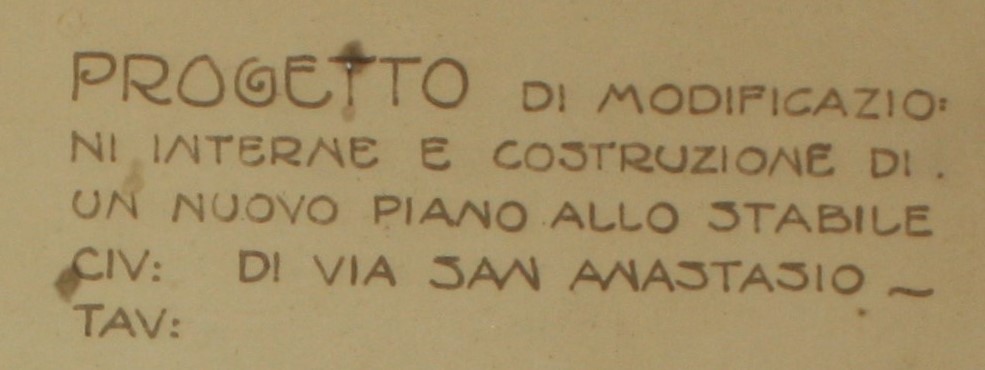 PROGETTO DI MODIFICAZIO:
NI INTERNE E COSTRUZIONE DI .
UN NUOVO PIANO ALLO STABILE
CIV: DI VIA SAN ANASTASIO ~
TAV: